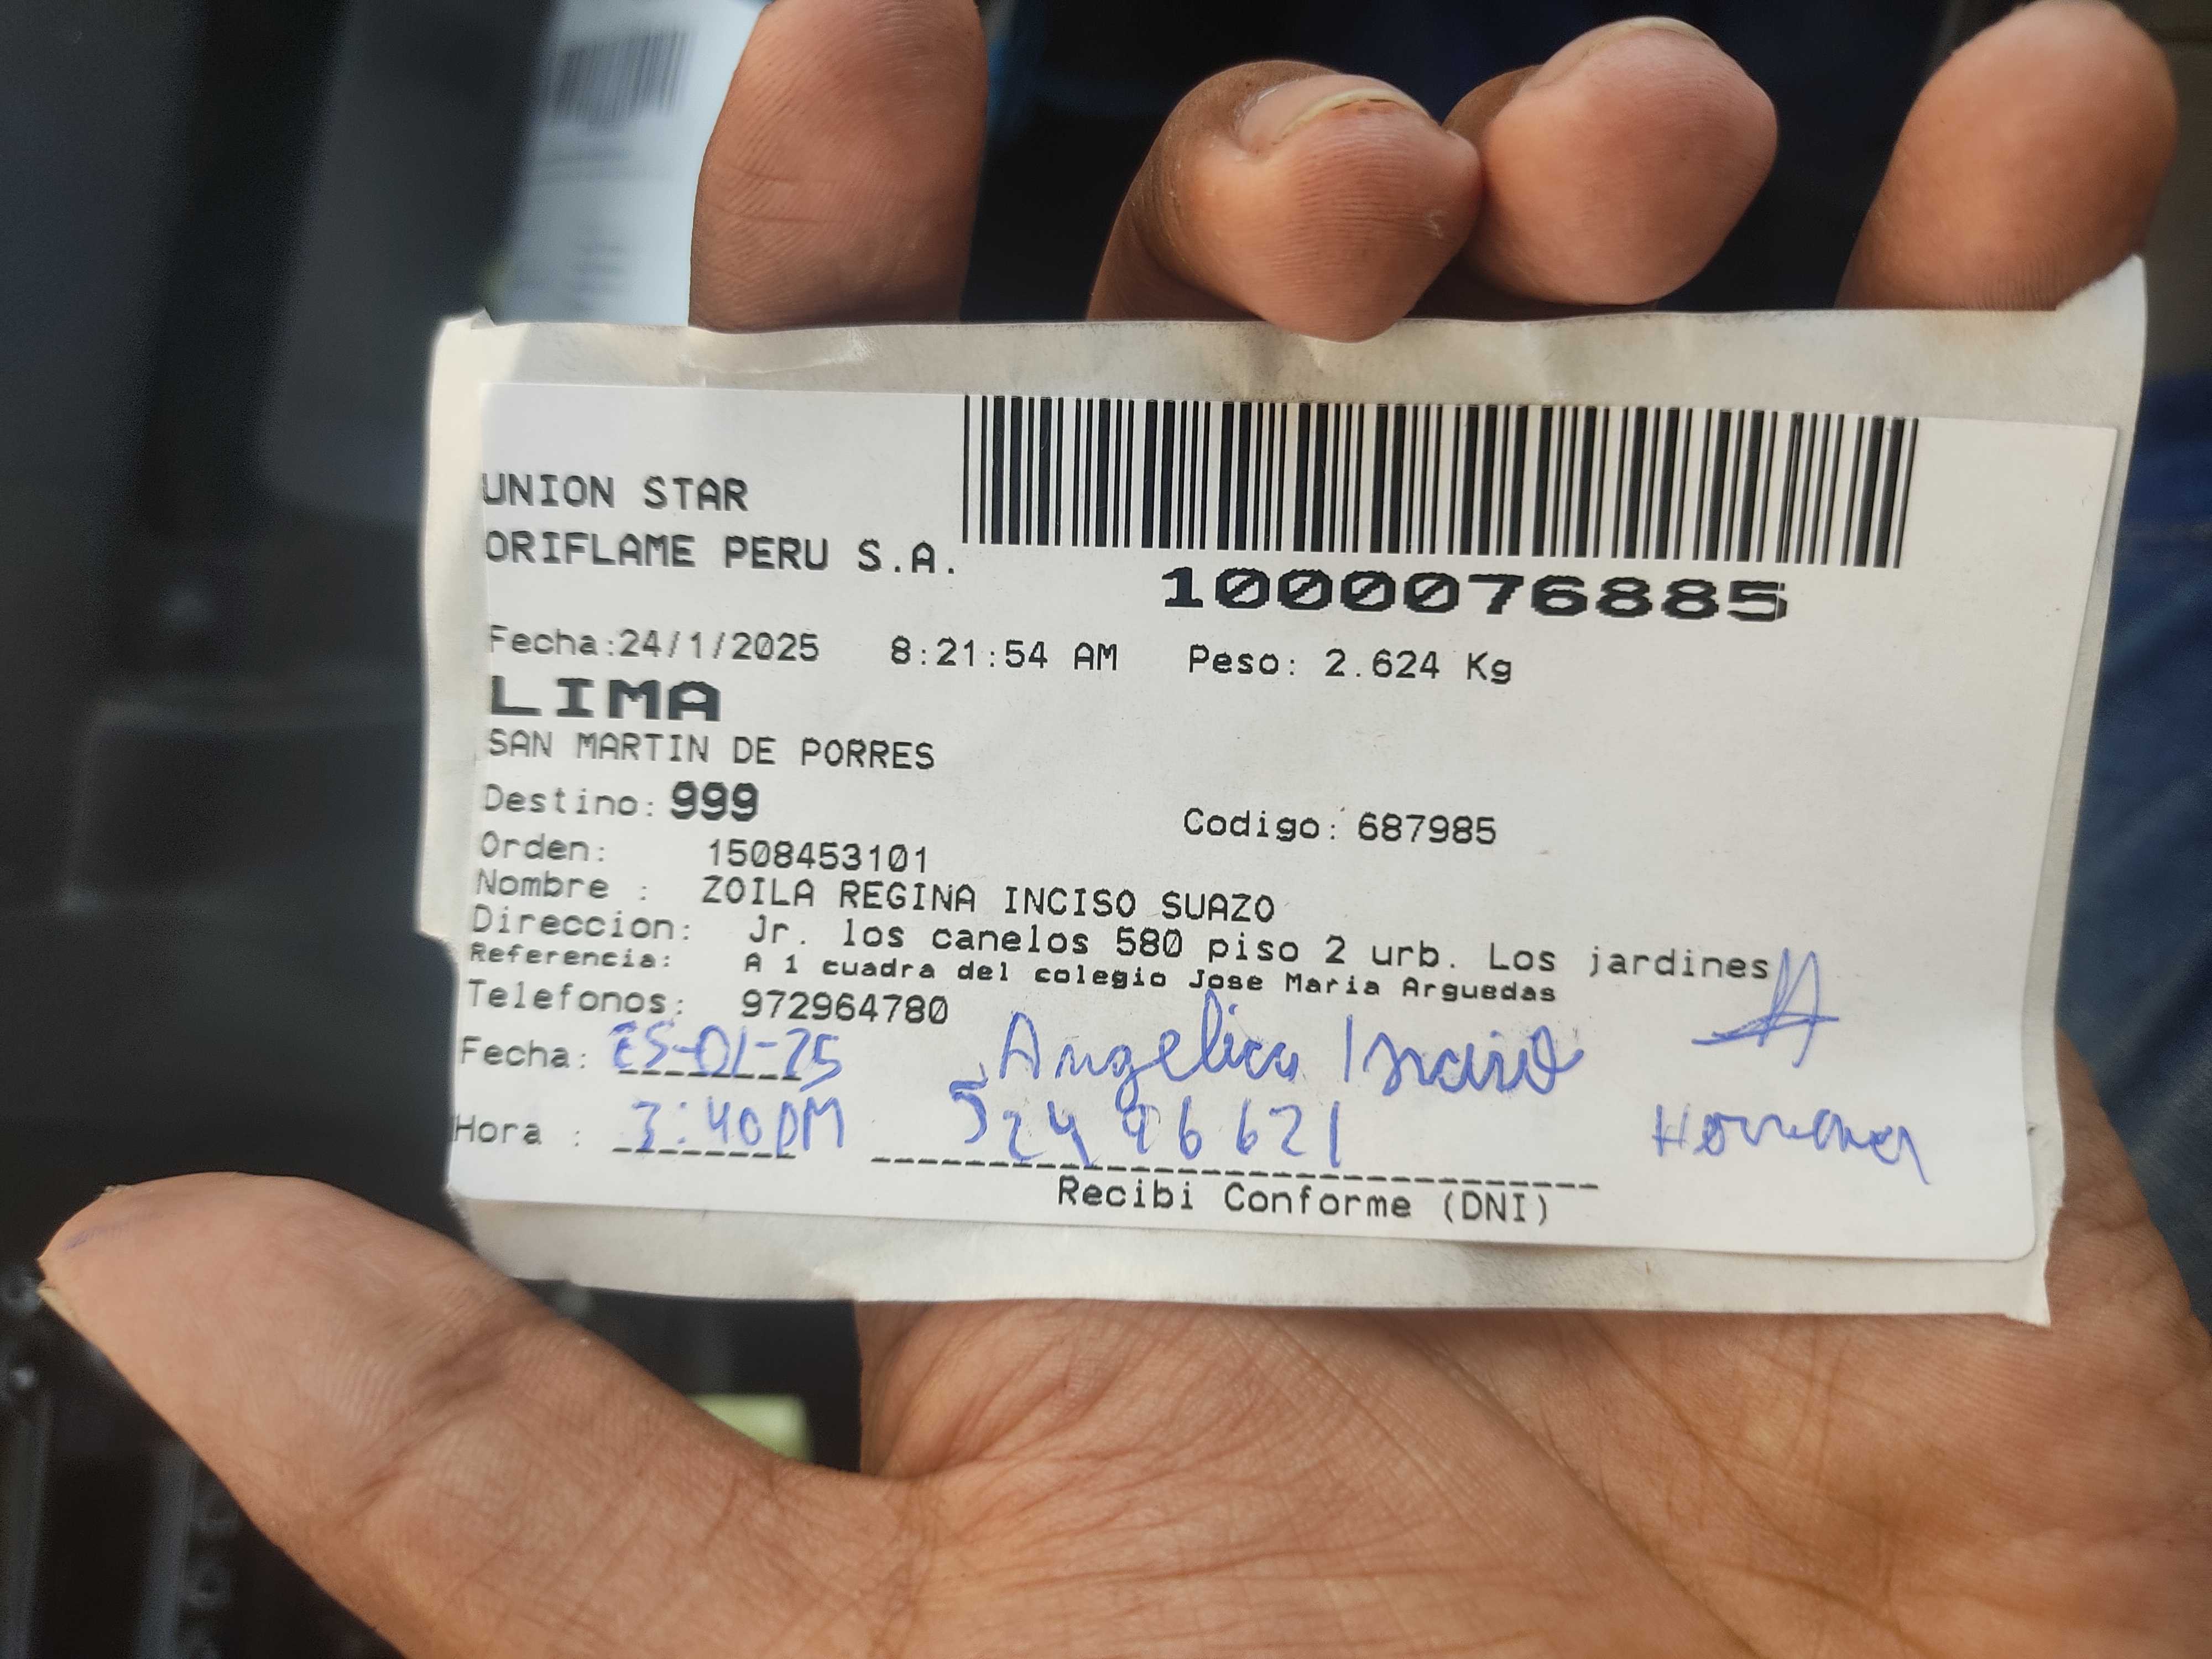 UNION STAR
ORIFLAME PERU S.A.
1000076885
Fecha:24/1/2025 8:21:54 AM Peso: 2.624 Kg
LIMA
SAN MARTIN DE PORRES
Destino: 999 Codigo: 687985
Orden: 1508453101
Nombre : ZOILA REGINA INCISO SUAZO
Direccion: Jr. los canelos 580 piso 2 urb. Los jardines
Referencia: A 1 cuadra del colegio Jose Maria Arguedas
Telefonos: 972964780
Fecha: 25-01-25 Angelica Inciso
Hora : 3:40PM
Recibi Conforme (DNI)